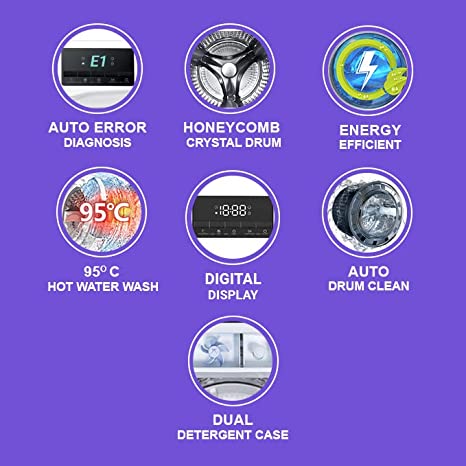 E1
AUTO ERROR
DIAGNOSIS
HONEYCOMB
CRYSTAL DRUM
ENERGY
EFFICIENT
95°C
95⁰ C
HOT WATER WASH
18:88
DIGITAL
DISPLAY
AUTO
DRUM CLEAN
DUAL
DETERGENT CASE